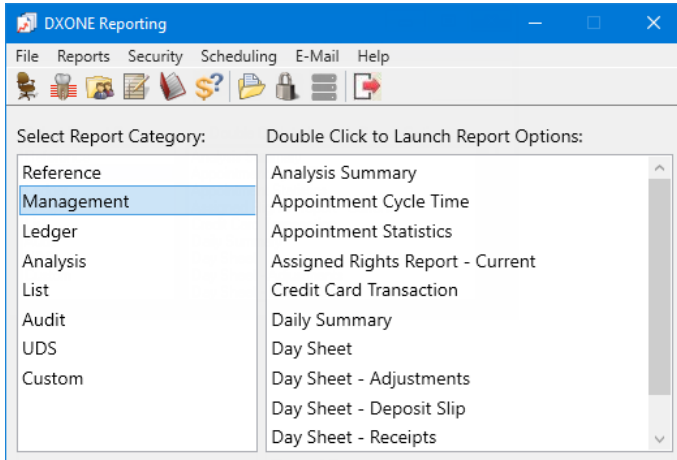 DXONE Reporting
File Reports Security Scheduling E-Mail Help
$?
Select Report Category:
Double Click to Launch Report Options:
Reference
Management
Ledger
Analysis
List
Audit
UDS
Custom
Analysis Summary
Appointment Cycle Time
Appointment Statistics
Assigned Rights Report - Current
Credit Card Transaction
Daily Summary
Day Sheet
Day Sheet - Adjustments
Day Sheet - Deposit Slip
Day Sheet - Receipts